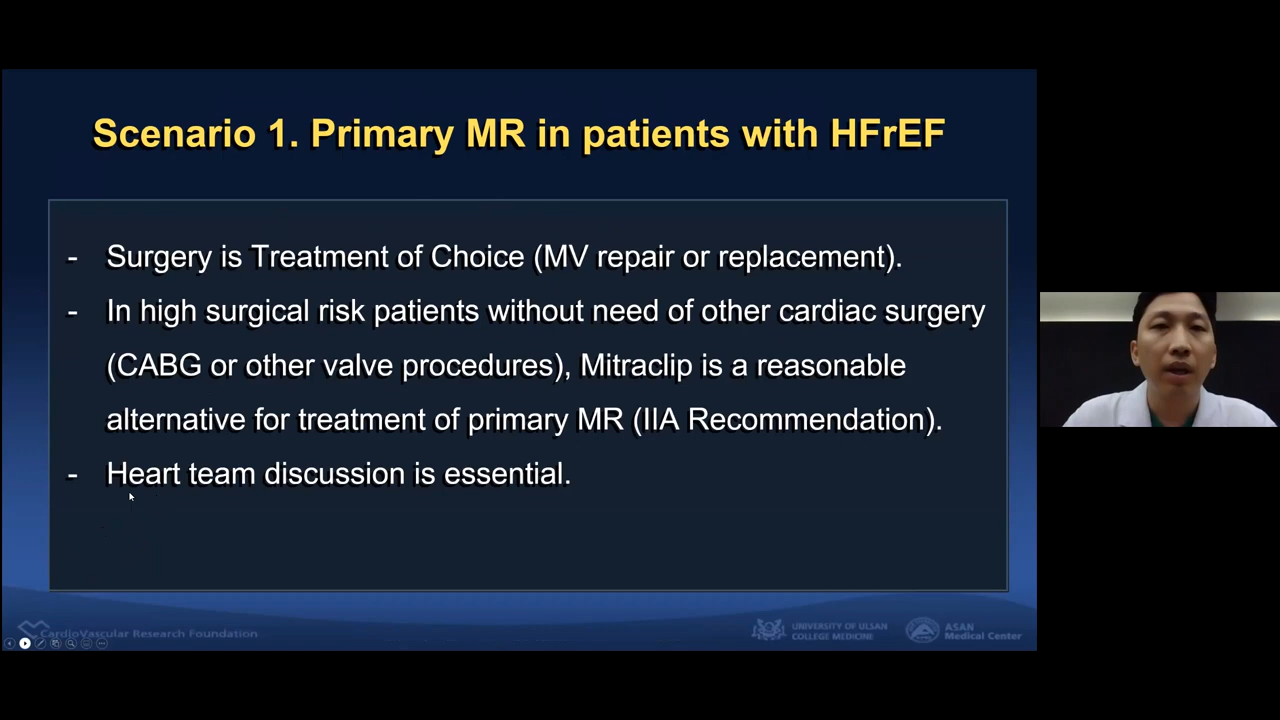 Scenario 1. Primary MR in patients with HFrEF
- Surgery is Treatment of Choice (MV repair or replacement).
- In high surgical risk patients without need of other cardiac surgery
(CABG or other valve procedures), Mitraclip is a reasonable
alternative for treatment of primary MR (IIA Recommendation).
- Heart team discussion is essential.
CardioVascular Research Foundation
UNIVERSITY OF ULSAN
COLLEGE MEDICINE
ASAN
Medical Center